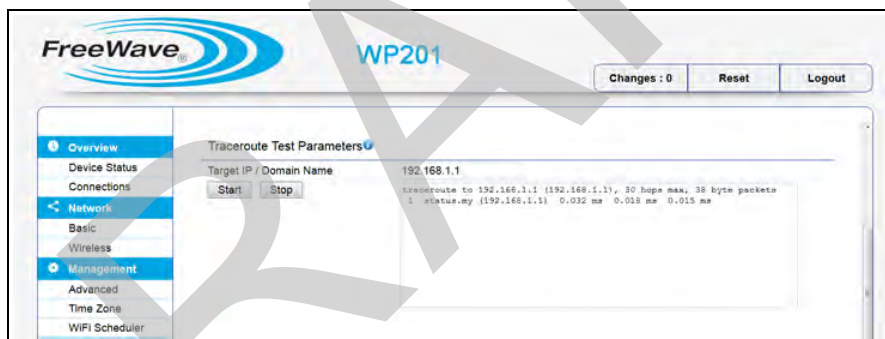 FreeWave®
WP201
Changes : 0 Reset Logout
Overview
Device Status
Connections
Network
Basic
Wireless
Management
Advanced
Time Zone
WiFi Scheduler
Traceroute Test Parameters
Target IP / Domain Name 192.168.1.1
Start Stop
traceroute to 192.168.1.1 (192.168.1.1), 30 hops max, 38 byte packets
1 status.my (192.168.1.1) 0.032 ms 0.018 ms 0.015 ms
RA